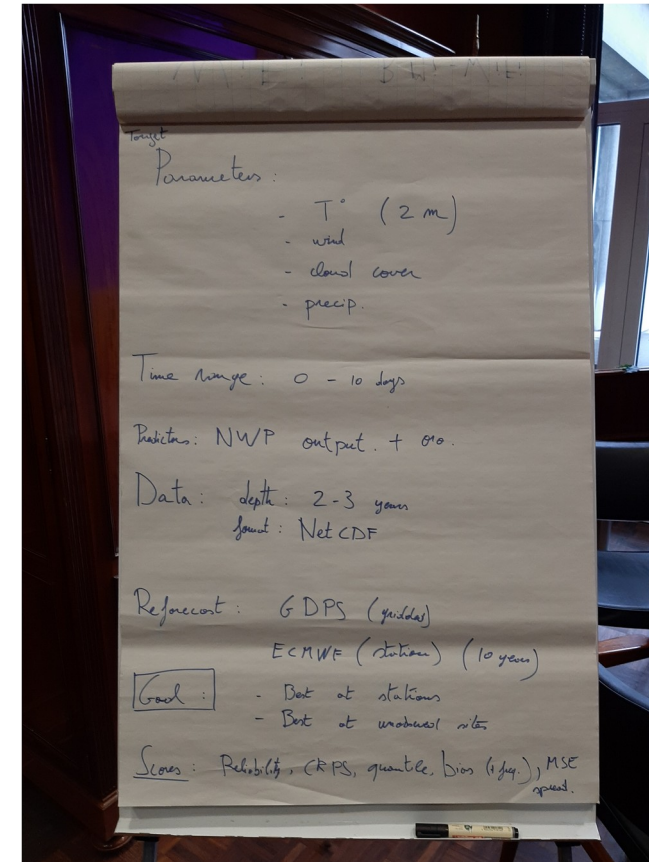 Target
Parameters :
- T° (2 m)
- wind
- cloud cover
- precip.
Time range : 0 - 10 days
Predictors : NWP output. + oro.
Data : depth : 2-3 years
format : NetCDF
Reforecast : GDPS (gridded)
ECMWF (station) (10 years)
Goal :
- Best at stations
- Best at unobserved sites
Scores : Reliability, CRPS, quantile, bias (+ freq.), MSE
spread.